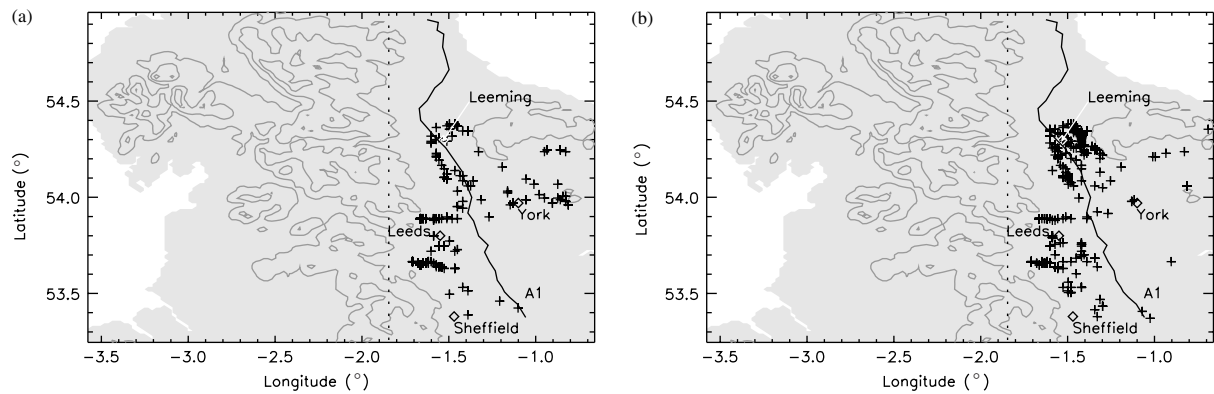 (a)
(b)
54.5
54.0
53.5
Latitude (°)
Leeming
York
Leeds
A1
Sheffield
-3.5 -3.0 -2.5 -2.0 -1.5 -1.0
Longitude (°)
54.5
54.0
53.5
Latitude (°)
Leeming
York
Leeds
A1
Sheffield
-3.5 -3.0 -2.5 -2.0 -1.5 -1.0
Longitude (°)